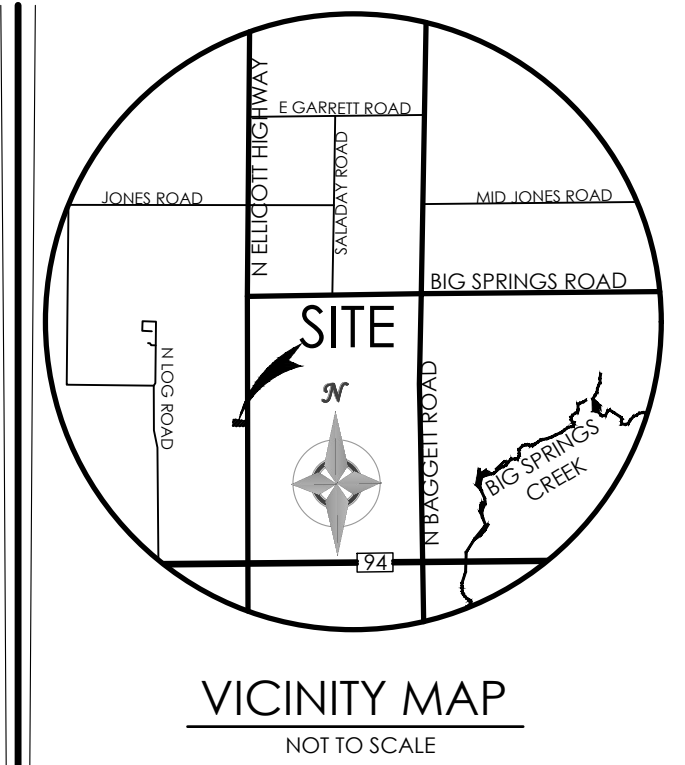 E GARRETT ROAD
N ELLICOTT HIGHWAY
SALADAY ROAD
JONES ROAD
MID JONES ROAD
BIG SPRINGS ROAD
SITE
N LOG ROAD
N
N BAGGETT ROAD
BIG SPRINGS
CREEK
94
VICINITY MAP
NOT TO SCALE